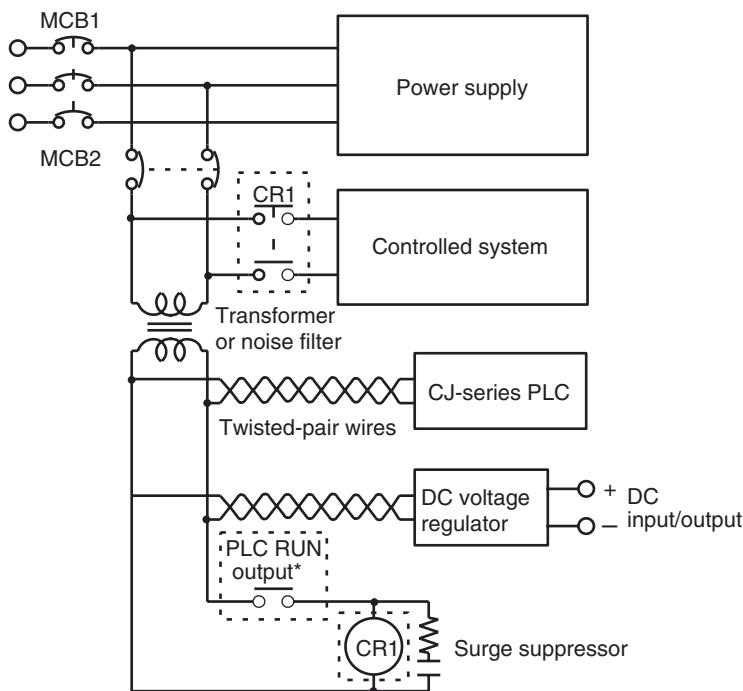 MCB1
Power supply
MCB2
CR1
Controlled system
Transformer
or noise filter
CJ-series PLC
Twisted-pair wires
DC voltage
regulator
+
–
DC
input/output
PLC RUN
output*
CR1
Surge suppressor